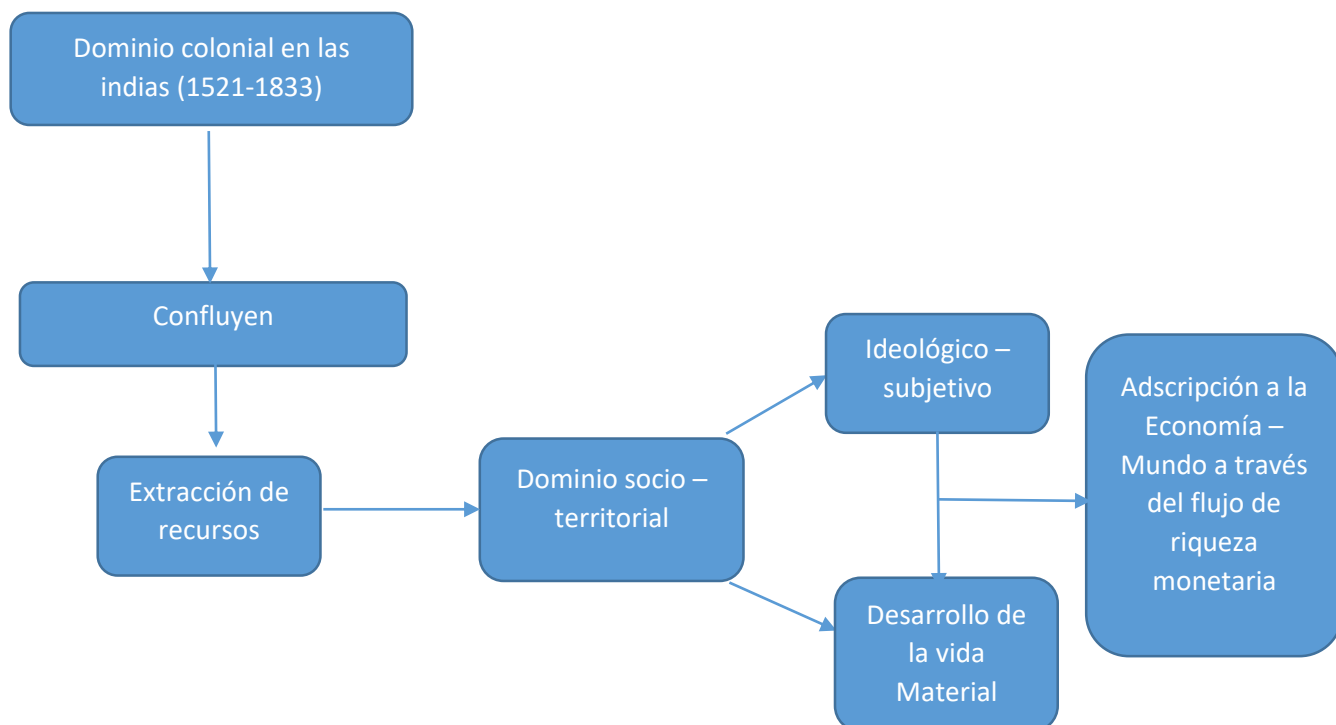 Dominio colonial en las
indias (1521-1833)
Confluyen
Extracción de
recursos
Dominio socio –
territorial
Ideológico –
subjetivo
Desarrollo de
la vida
Material
Adscripción a la
Economía –
Mundo a través
del flujo de
riqueza
monetaria